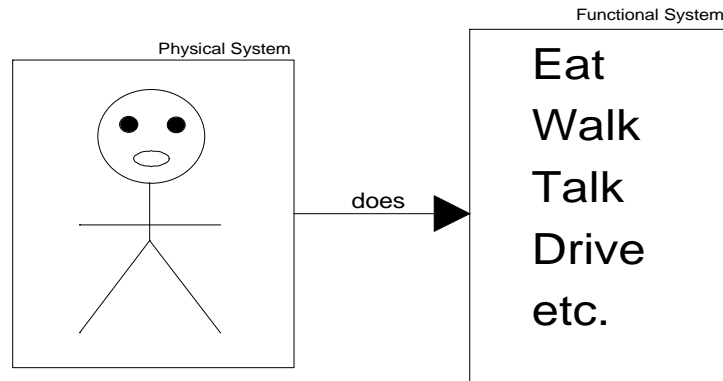 Functional System
Physical System
Eat
Walk
Talk
Drive
etc.
does